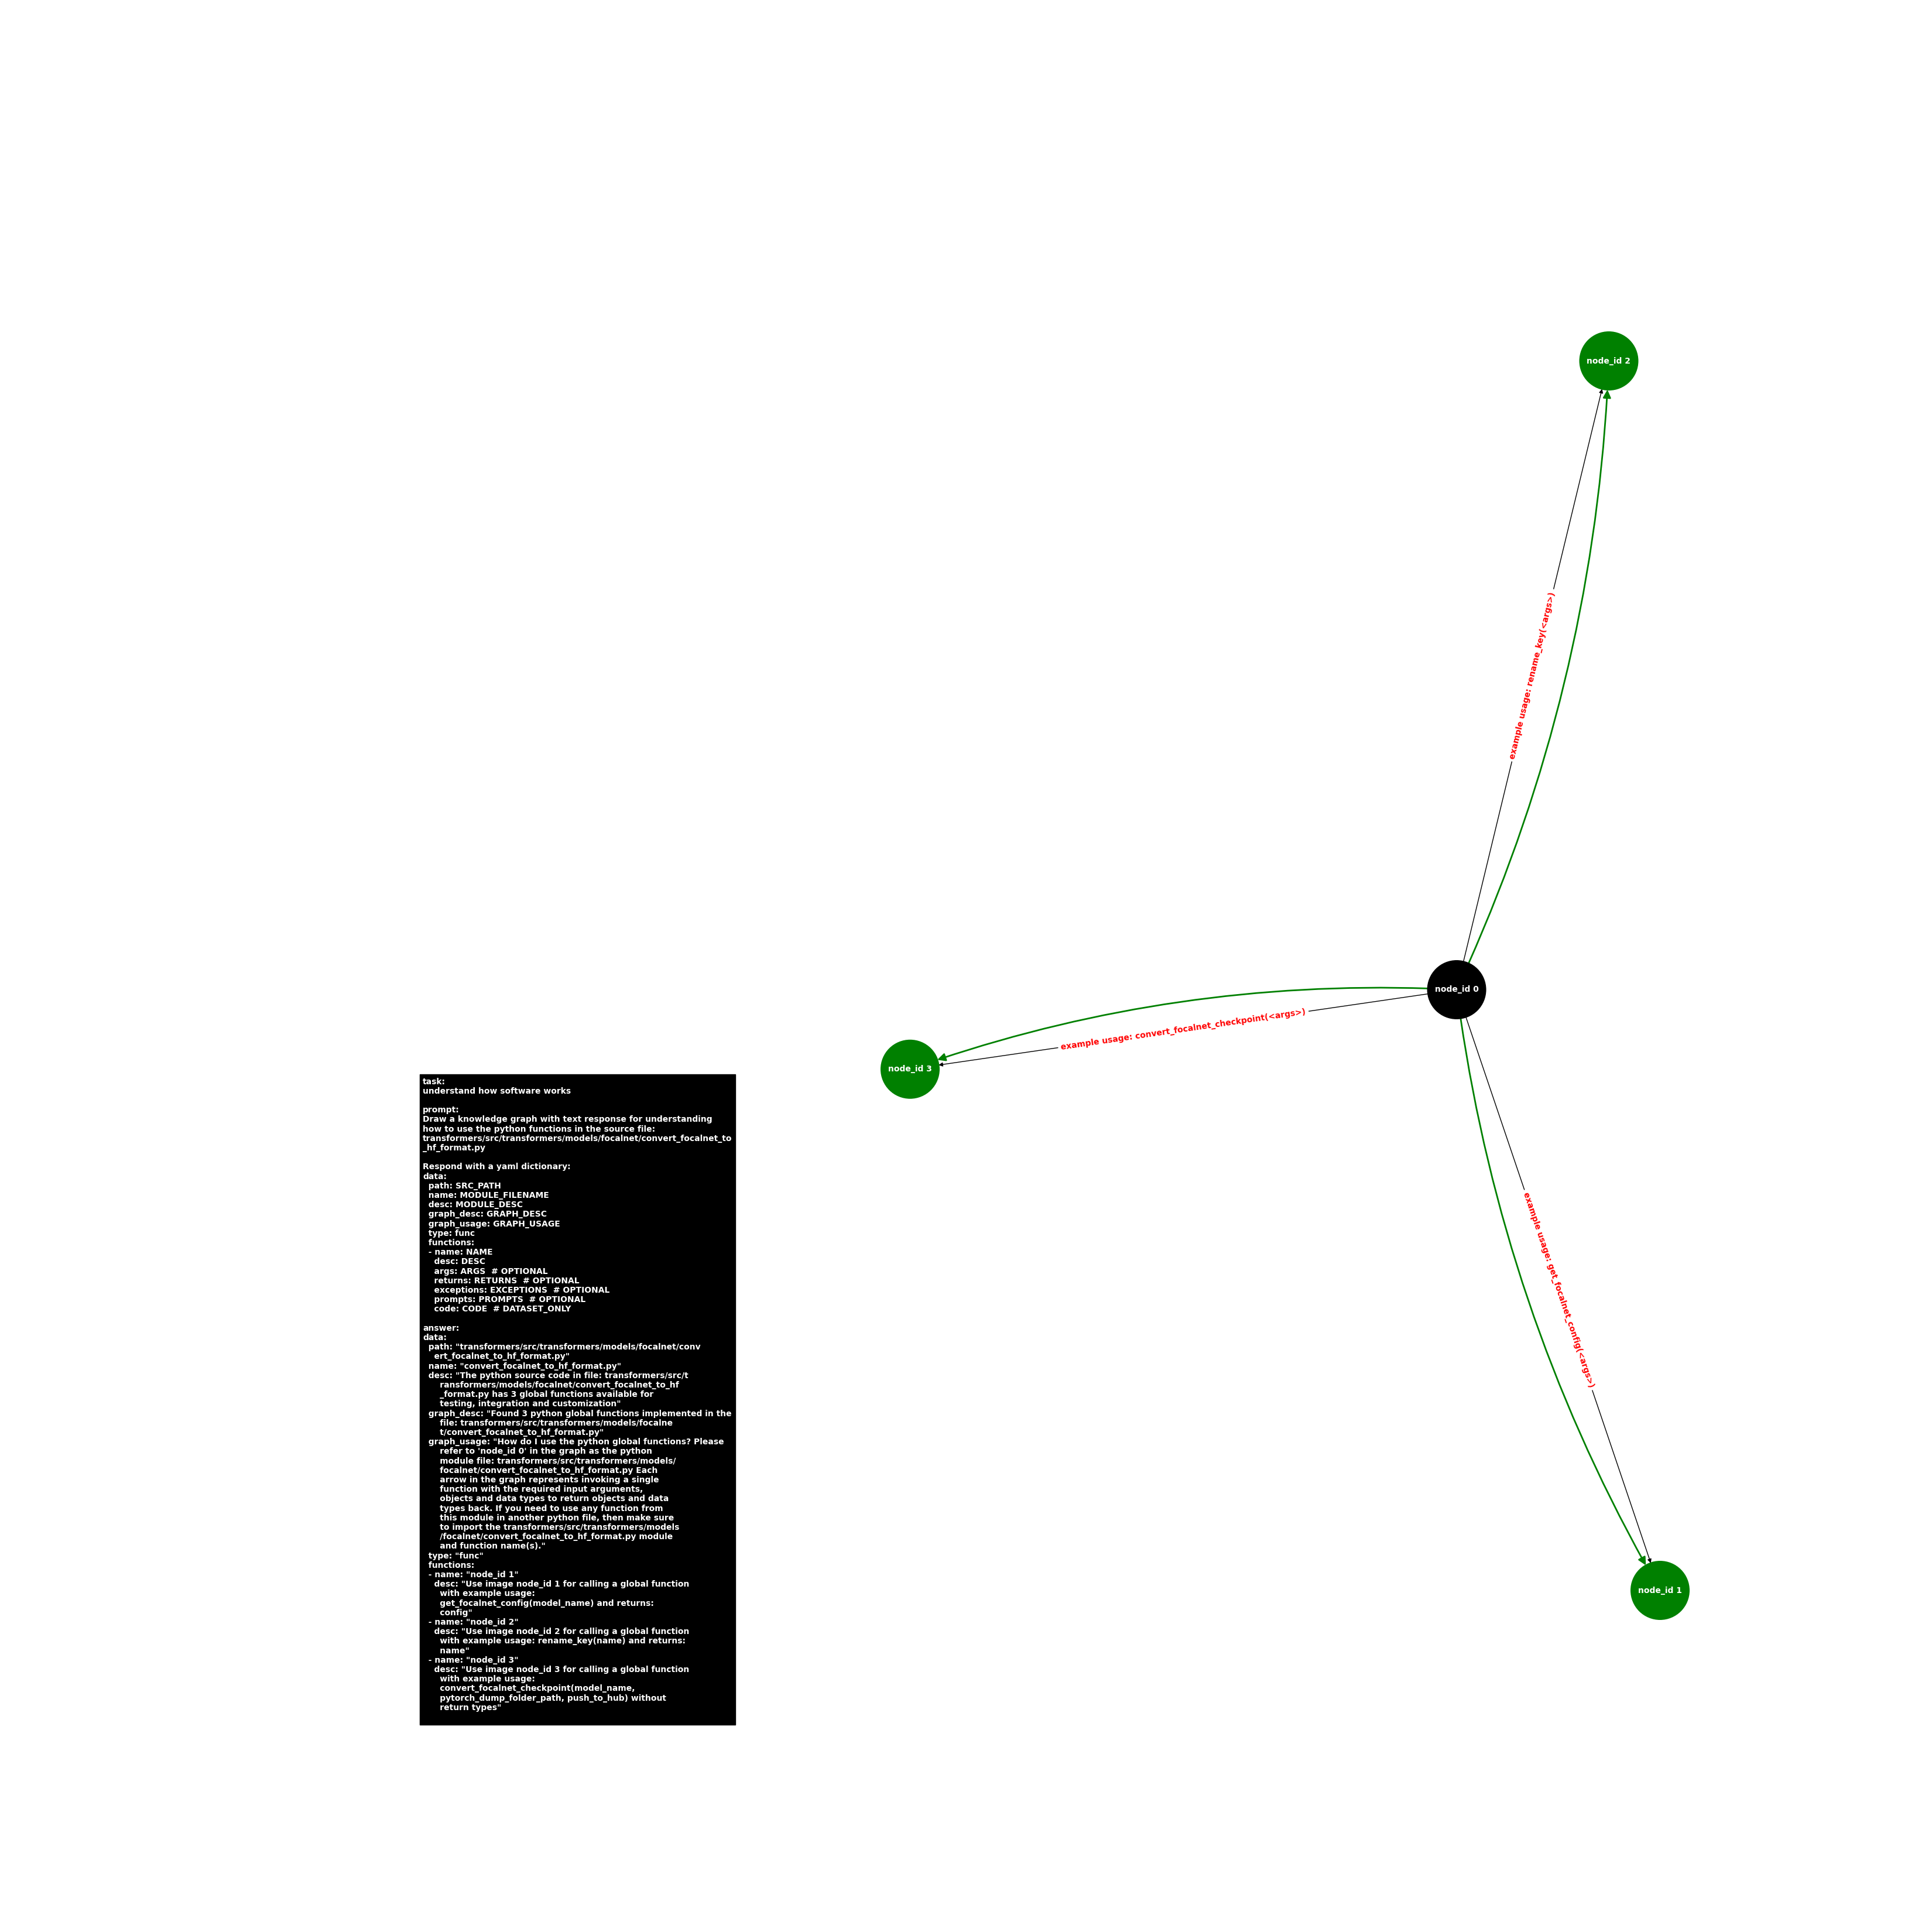 node_id 2
example usage: rename_key(<args>)
node_id 0
example usage: convert_focalnet_checkpoint(<args>)
node_id 3
example usage: get_focalnet_config(<args>)
node_id 1
task:
understand how software works

prompt:
Draw a knowledge graph with text response for understanding
how to use the python functions in the source file:
transformers/src/transformers/models/focalnet/convert_focalnet_to
_hf_format.py

Respond with a yaml dictionary:
data:
  path: SRC_PATH
  name: MODULE_FILENAME
  desc: MODULE_DESC
  graph_desc: GRAPH_DESC
  graph_usage: GRAPH_USAGE
  type: func
  functions:
  - name: NAME
    desc: DESC
    args: ARGS  # OPTIONAL
    returns: RETURNS  # OPTIONAL
    exceptions: EXCEPTIONS  # OPTIONAL
    prompts: PROMPTS  # OPTIONAL
    code: CODE  # DATASET_ONLY

answer:
data:
  path: "transformers/src/transformers/models/focalnet/conv
    ert_focalnet_to_hf_format.py"
  name: "convert_focalnet_to_hf_format.py"
  desc: "The python source code in file: transformers/src/t
      ransformers/models/focalnet/convert_focalnet_to_hf
      _format.py has 3 global functions available for
      testing, integration and customization"
  graph_desc: "Found 3 python global functions implemented in the
      file: transformers/src/transformers/models/focalne
      t/convert_focalnet_to_hf_format.py"
  graph_usage: "How do I use the python global functions? Please
      refer to 'node_id 0' in the graph as the python
      module file: transformers/src/transformers/models/
      focalnet/convert_focalnet_to_hf_format.py Each
      arrow in the graph represents invoking a single
      function with the required input arguments,
      objects and data types to return objects and data
      types back. If you need to use any function from
      this module in another python file, then make sure
      to import the transformers/src/transformers/models
      /focalnet/convert_focalnet_to_hf_format.py module
      and function name(s)."
  type: "func"
  functions:
  - name: "node_id 1"
    desc: "Use image node_id 1 for calling a global function
      with example usage:
      get_focalnet_config(model_name) and returns:
      config"
  - name: "node_id 2"
    desc: "Use image node_id 2 for calling a global function
      with example usage: rename_key(name) and returns:
      name"
  - name: "node_id 3"
    desc: "Use image node_id 3 for calling a global function
      with example usage:
      convert_focalnet_checkpoint(model_name,
      pytorch_dump_folder_path, push_to_hub) without
      return types"